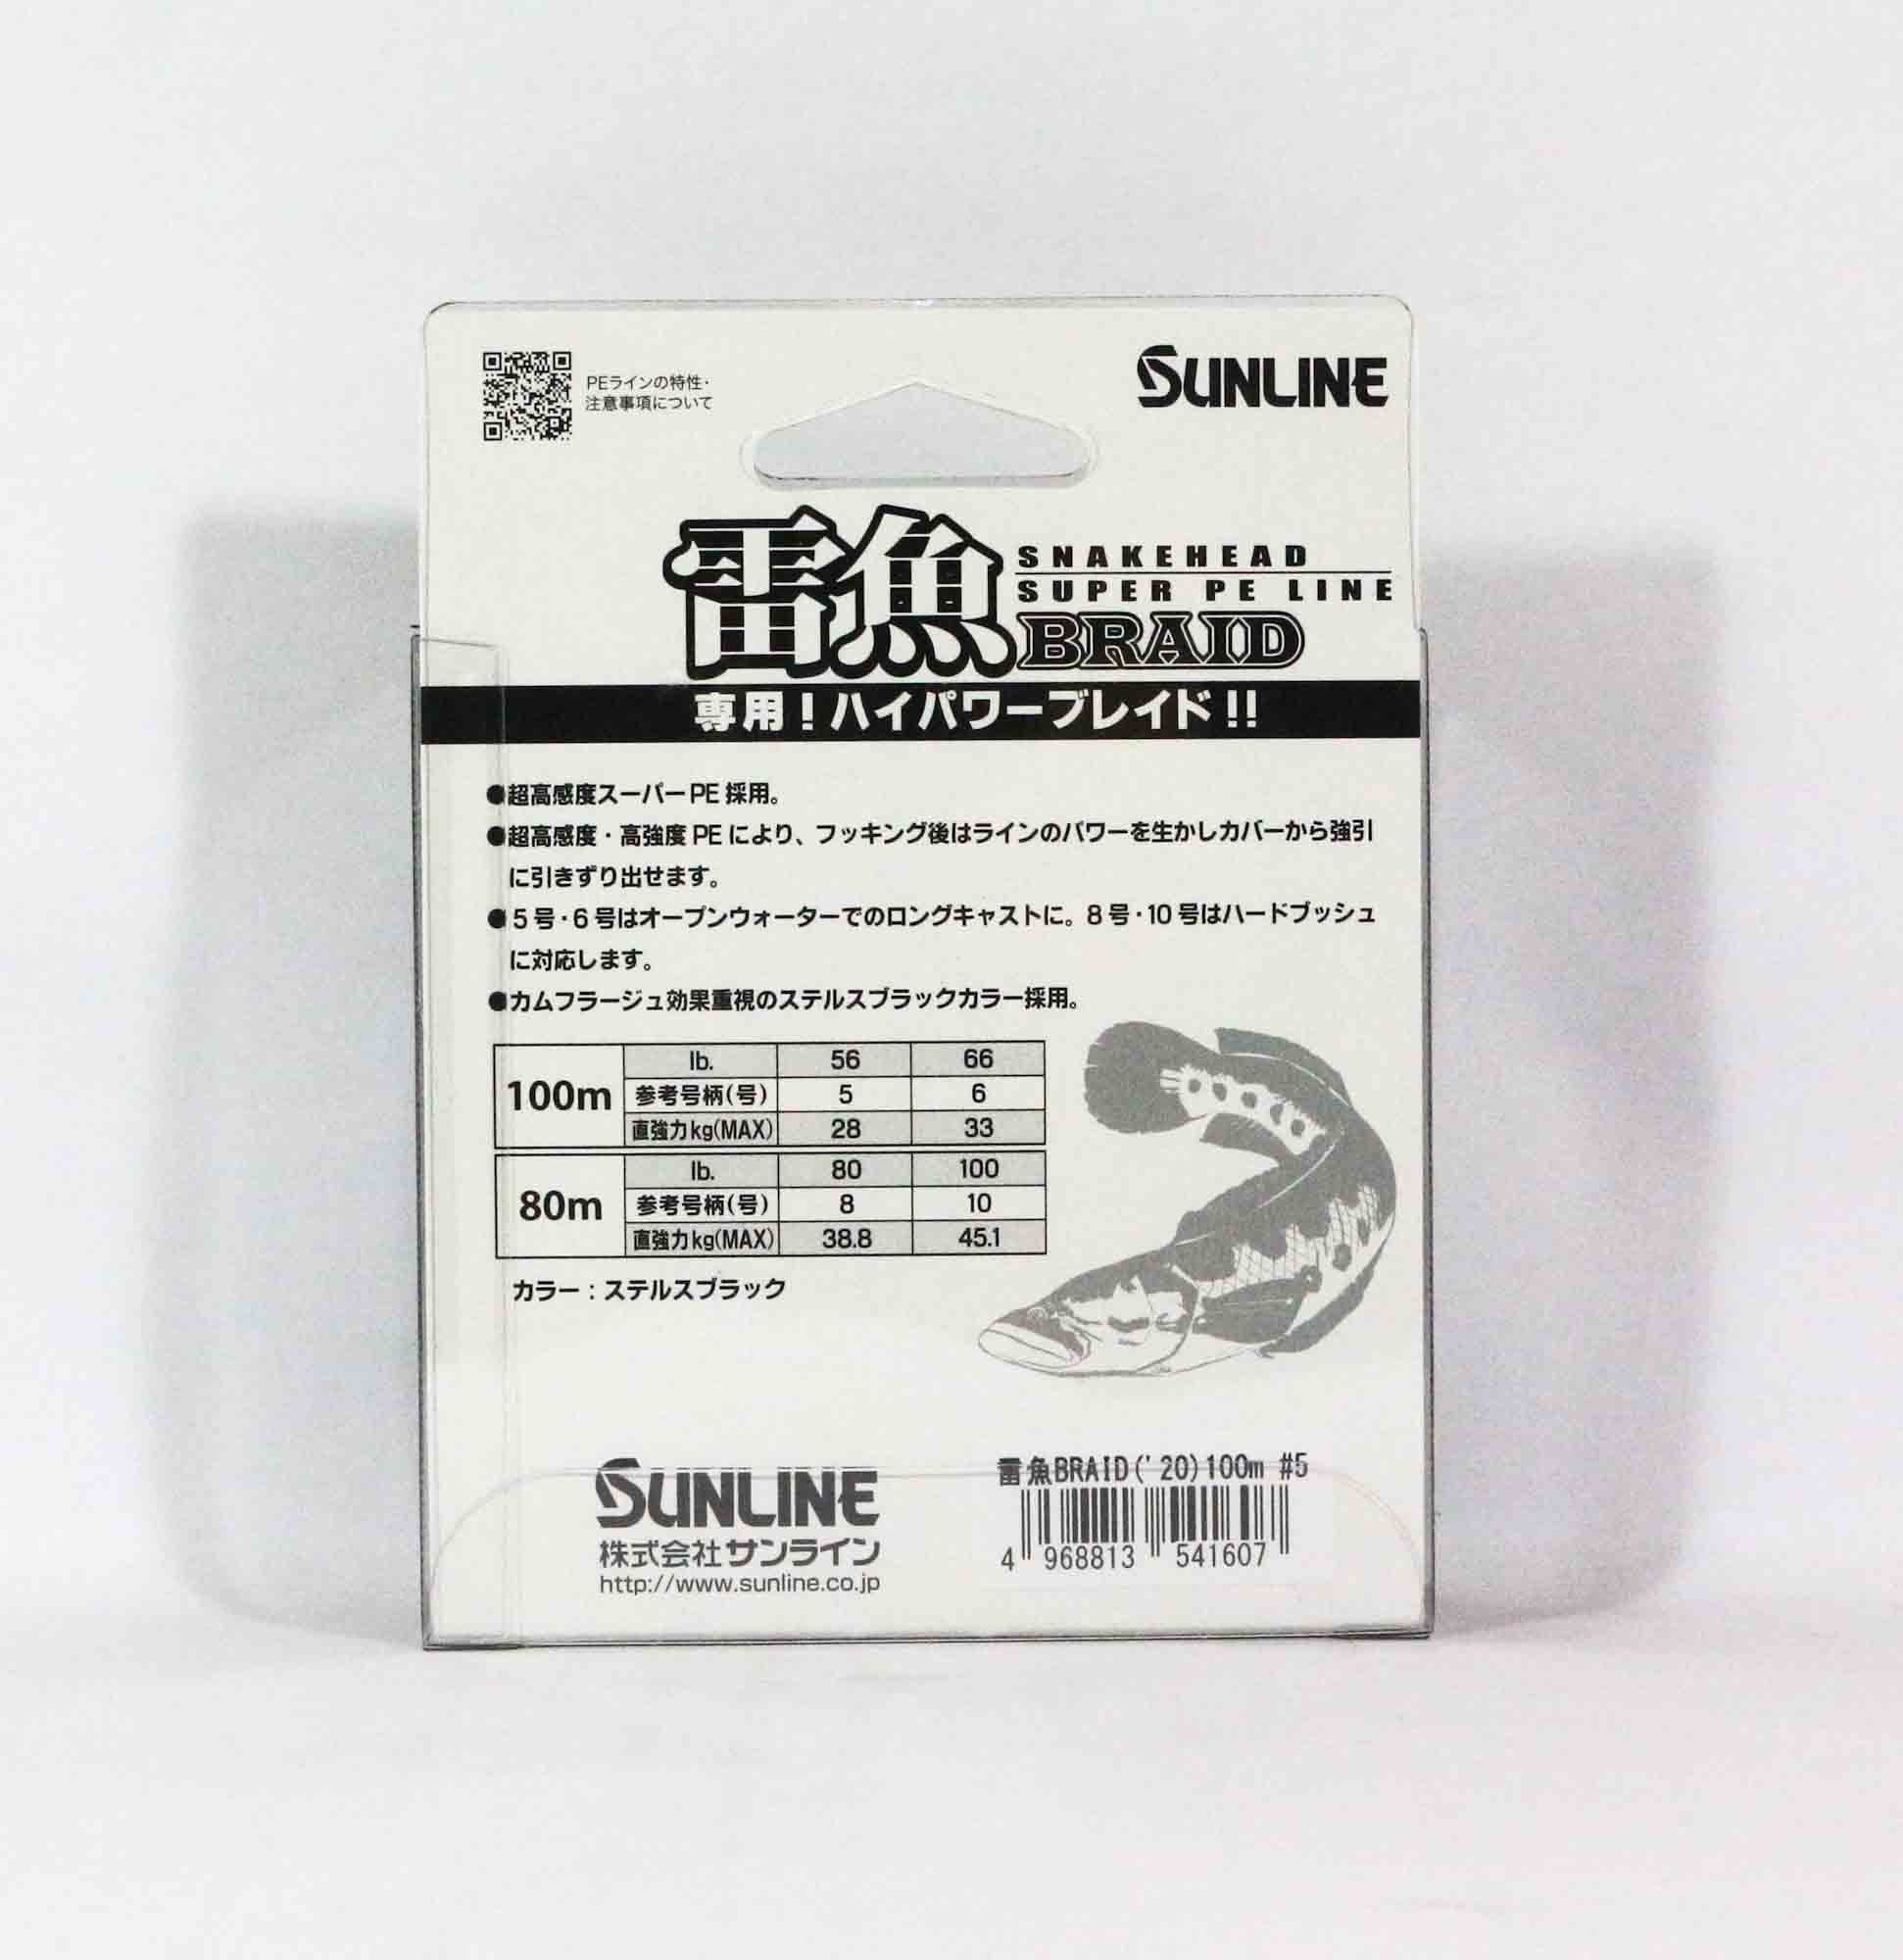 PEラインの特性・
注意事項について
SUNLINE
雷魚
SNAKEHEAD
SUPER PE LINE
BRAID
専用！ハイパワーブレイド!!
●超高感度スーパーPE採用。
●超高感度・高強度PEにより、フッキング後はラインのパワーを生かしカバーから強引
に引きずり出せます。
●5号・6号はオープンウォーターでのロングキャストに。8号・10号はハードブッシュ
に対応します。
●カムフラージュ効果重視のステルスブラックカラー採用。
100m lb. 56 66
参考号柄(号) 5 6
直強力kg(MAX) 28 33
80m lb. 80 100
参考号柄(号) 8 10
直強力kg(MAX) 38.8 45.1
カラー：ステルスブラック
SUNLINE
株式会社サンライン
http://www.sunline.co.jp
雷魚BRAID('20)100m #5
4 968813 541607